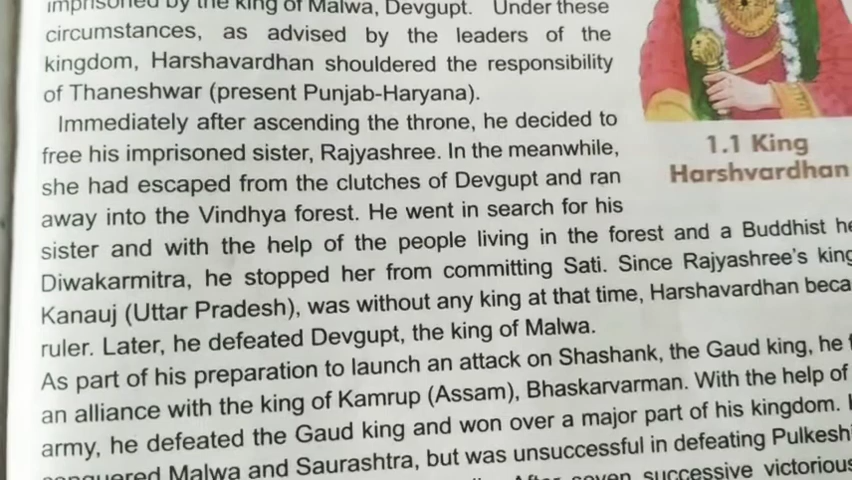 imprisoned by the king of Malwa, Devgupt. Under these
circumstances, as advised by the leaders of the
kingdom, Harshavardhan shouldered the responsibility
of Thaneshwar (present Punjab-Haryana).
Immediately after ascending the throne, he decided to
free his imprisoned sister, Rajyashree. In the meanwhile,
she had escaped from the clutches of Devgupt and ran
away into the Vindhya forest. He went in search for his
sister and with the help of the people living in the forest and a Buddhist
Diwakarmitra, he stopped her from committing Sati. Since Rajyashree's
Kanauj (Uttar Pradesh), was without any king at that time, Harshavardhan
ruler. Later, he defeated Devgupt, the king of Malwa.
As part of his preparation to launch an attack on Shashank, the Gaud king, he
an alliance with the king of Kamrup (Assam), Bhaskarvarman. With the help of
army, he defeated the Gaud king and won over a major part of his kingdom.
conquered Malwa and Saurashtra, but was unsuccessful in defeating
seven successive
1.1 King
Harshvardhan